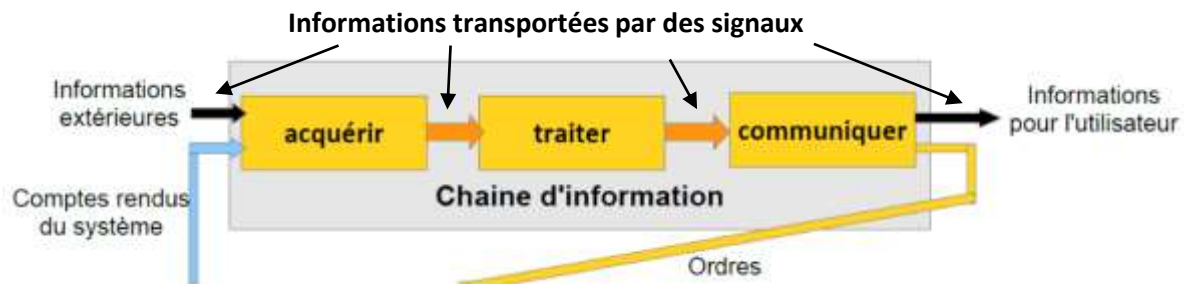 Informations transportées par des signaux
Informations
extérieures
acquérir
traiter
communiquer
Informations
pour l'utilisateur
Comptes rendus
du système
Chaine d'information
Ordres